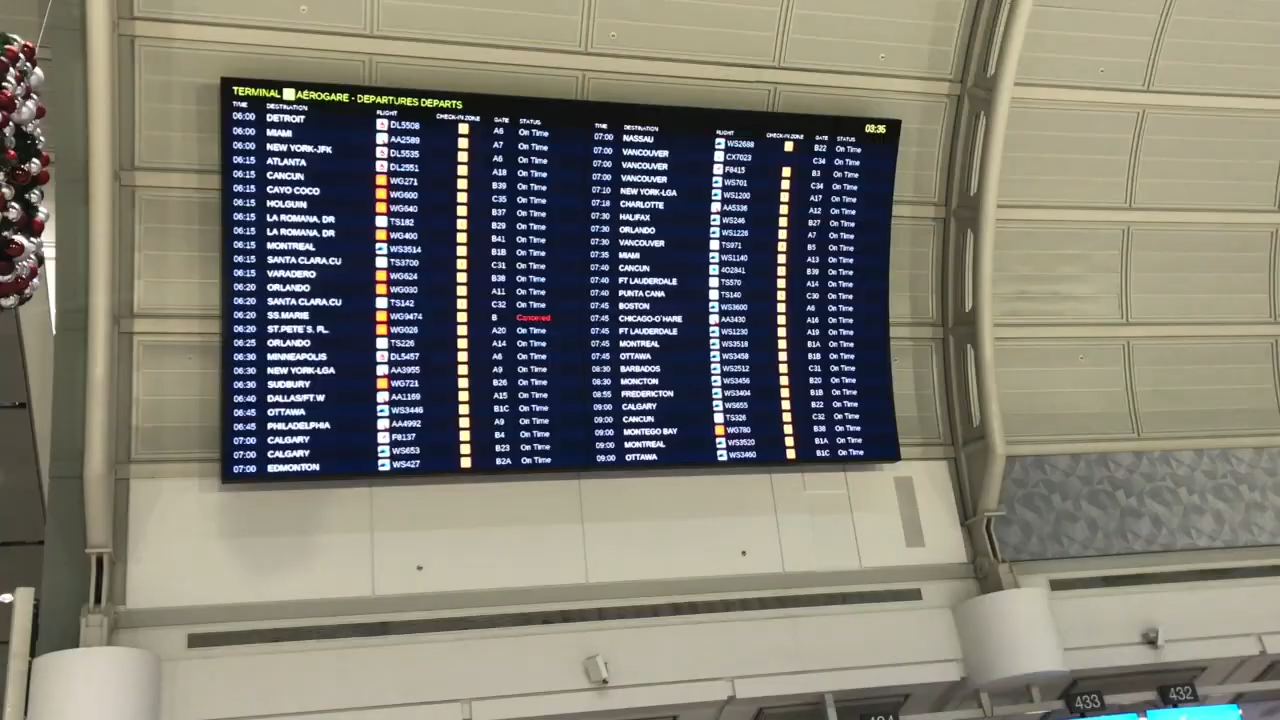 TERMINAL AÉROGARE - DEPARTURES DEPARTS 03:35
TIME DESTINATION FLIGHT CHECK-IN ZONE GATE STATUS
06:00 DETROIT DL5508 A6 On Time
06:00 MIAMI AA2589 A7 On Time
06:00 NEW YORK-JFK DL5535 A6 On Time
06:15 ATLANTA DL2551 A18 On Time
06:15 CANCUN WG271 B39 On Time
06:15 CAYO COCO WG600 C35 On Time
06:15 HOLGUIN WG640 B37 On Time
06:15 LA ROMANA, DR TS182 B29 On Time
06:15 LA ROMANA, DR WG400 B41 On Time
06:15 MONTREAL WS3514 B1B On Time
06:15 SANTA CLARA,CU TS3700 C31 On Time
06:15 VARADERO WG624 B38 On Time
06:20 ORLANDO WG030 A11 On Time
06:20 SANTA CLARA,CU TS142 C32 On Time
06:20 SS.MARIE WG9474 B Canceled
06:20 ST.PETE`S, FL. WG026 A20 On Time
06:25 ORLANDO TS226 A14 On Time
06:30 MINNEAPOLIS DL5457 A6 On Time
06:30 NEW YORK-LGA AA3955 A9 On Time
06:30 SUDBURY WG721 B26 On Time
06:40 DALLAS/FT.W AA1169 A15 On Time
06:45 OTTAWA WS3446 B1C On Time
06:45 PHILADELPHIA AA4992 A9 On Time
07:00 CALGARY F8137 B4 On Time
07:00 CALGARY WS653 B23 On Time
07:00 EDMONTON WS427 B2A On Time
TIME DESTINATION FLIGHT CHECK-IN ZONE GATE STATUS
07:00 NASSAU WS2688 B22 On Time
07:00 VANCOUVER CX7023 C34 On Time
07:00 VANCOUVER F8415 B3 On Time
07:00 VANCOUVER WS701 C34 On Time
07:10 NEW YORK-LGA WS1200 A17 On Time
07:18 CHARLOTTE AA5336 A12 On Time
07:30 HALIFAX WS246 B27 On Time
07:30 ORLANDO WS1226 A7 On Time
07:30 VANCOUVER TS971 B5 On Time
07:35 MIAMI WS1140 A13 On Time
07:40 CANCUN 4O2841 B39 On Time
07:40 FT LAUDERDALE TS570 A14 On Time
07:40 PUNTA CANA TS140 C30 On Time
07:45 BOSTON WS3600 A6 On Time
07:45 CHICAGO-O`HARE AA3430 A16 On Time
07:45 FT LAUDERDALE WS1230 A19 On Time
07:45 MONTREAL WS3518 B1A On Time
07:45 OTTAWA WS3458 B1B On Time
08:30 BARBADOS WS2512 C31 On Time
08:30 MONCTON WS3456 B20 On Time
08:55 FREDERICTON WS3404 B1B On Time
09:00 CALGARY WS655 B22 On Time
09:00 CANCUN TS326 C32 On Time
09:00 MONTEGO BAY WG780 B38 On Time
09:00 MONTREAL WS3520 B1A On Time
09:00 OTTAWA WS3460 B1C On Time
433
432